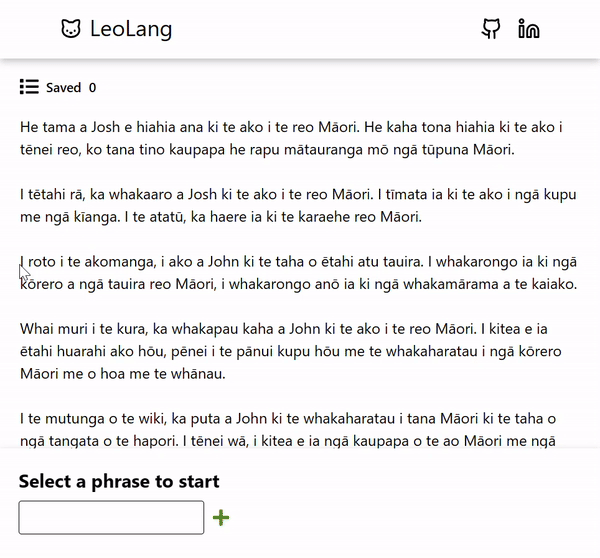 LeoLang
Saved 0
He tama a Josh e hiahia ana ki te ako i te reo Māori. He kaha tona hiahia ki te ako i
tēnei reo, ko tana tino kaupapa he rapu mātauranga mō ngā tūpuna Māori.
I tētahi rā, ka whakaaro a Josh ki te ako i te reo Māori. I tīmata ia ki te ako i ngā kupu
me ngā kīanga. I te atatū, ka haere ia ki te karaehe reo Māori.
I roto i te akomanga, i ako a John ki te taha o ētahi atu tauira. I whakarongo ia ki ngā
kōrero a ngā tauira reo Māori, i whakarongo anō ia ki ngā whakamārama a te kaiako.
Whai muri i te kura, ka whakapau kaha a John ki te ako i te reo Māori. I kitea e ia
ētahi huarahi ako hōu, pēnei i te pānui kupu hōu me te whakaharatau i ngā kōrero
Māori me o hoa me te whānau.
I te mutunga o te wiki, ka puta a John ki te whakaharatau i tana Māori ki te taha o
ngā tangata o te hapori. I tēnei wā, i kitea e ia ngā kaupapa o te ao Māori me ngā
Select a phrase to start